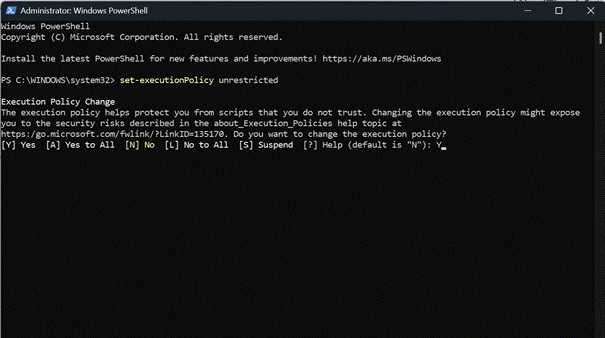 Administrator: Windows PowerShell
Windows PowerShell
Copyright (C) Microsoft Corporation. All rights reserved.
Install the latest PowerShell for new features and improvements! https://aka.ms/PSWindows
PS C:\WINDOWS\system32> set-executionPolicy unrestricted
Execution Policy Change
The execution policy helps protect you from scripts that you do not trust. Changing the execution policy might expose
you to the security risks described in the about_Execution_Policies help topic at
https:/go.microsoft.com/fwlink/?LinkID=135170. Do you want to change the execution policy?
[Y] Yes  [A] Yes to All  [N] No  [L] No to All  [S] Suspend  [?] Help (default is "N"): Y